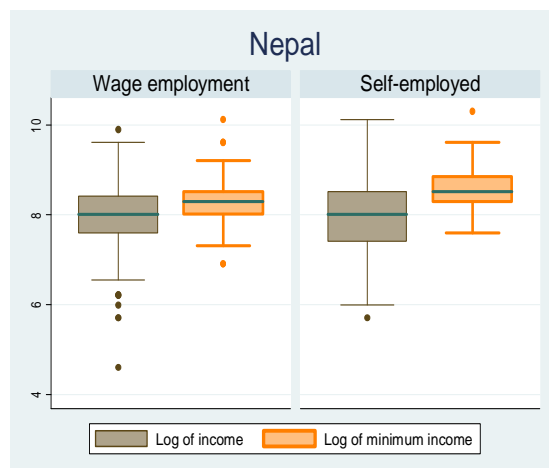 Nepal
Wage employment
Self-employed
10
8
6
4
Log of income
Log of minimum income